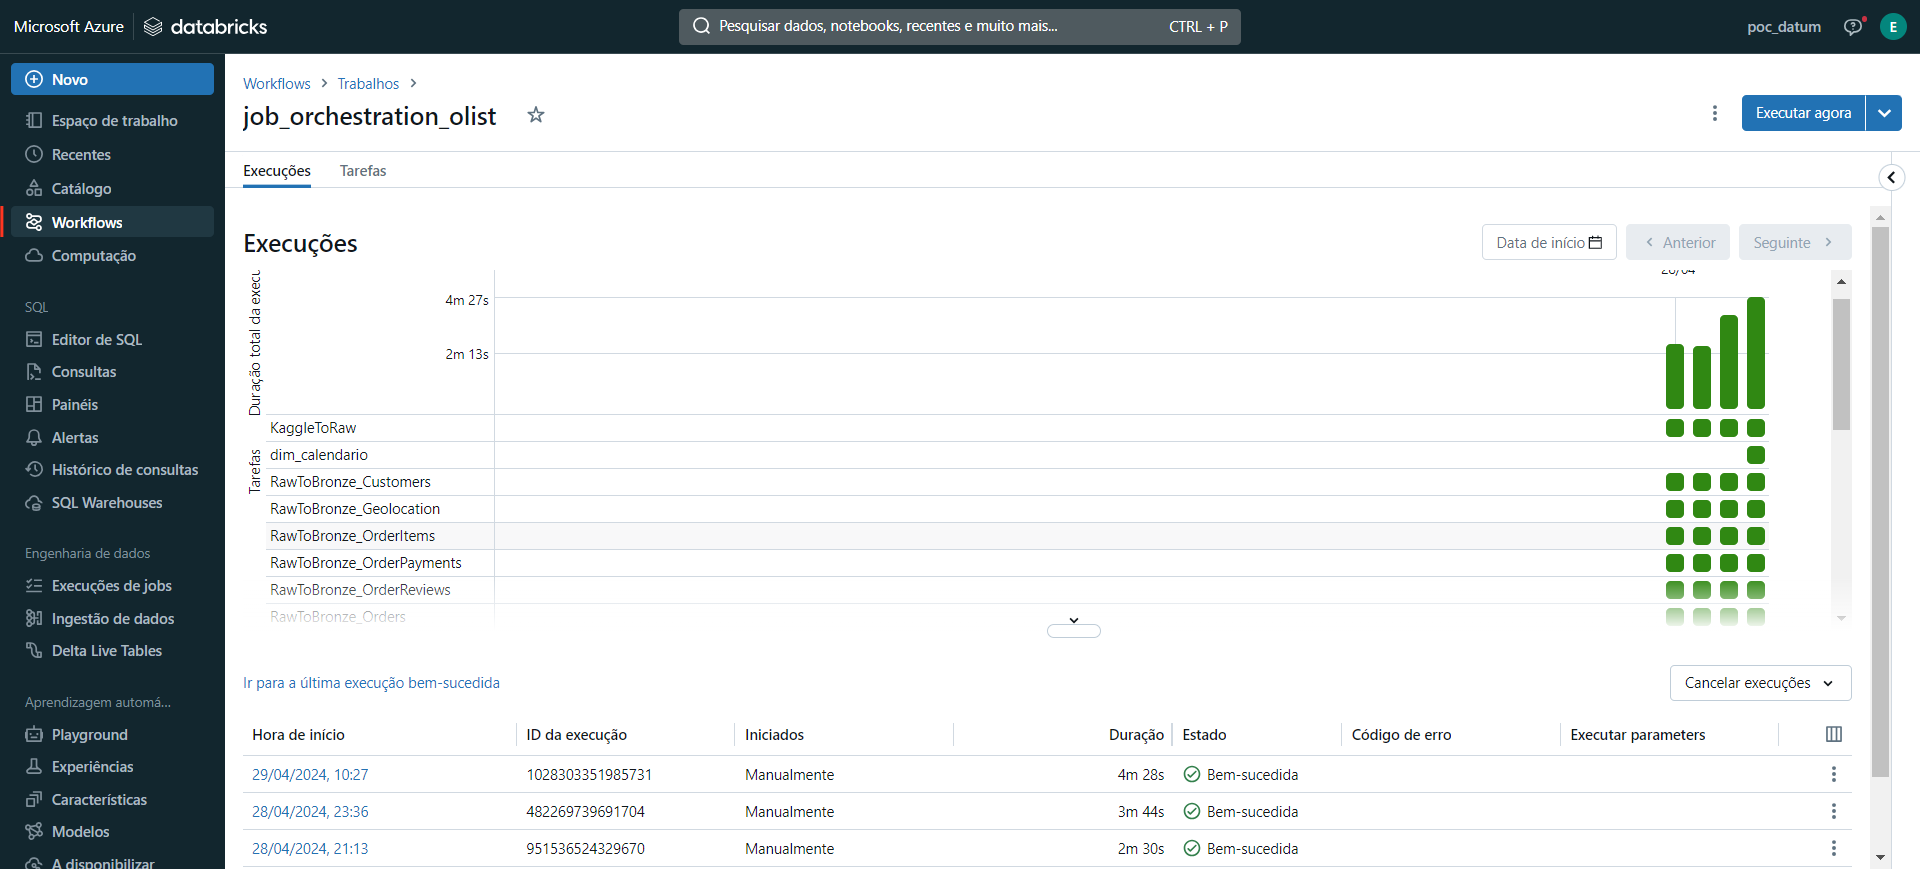 Microsoft Azure databricks
Pesquisar dados, notebooks, recentes e muito mais... CTRL + P
poc_datum E
Novo
Espaço de trabalho
Recentes
Catálogo
Workflows
Computação
SQL
Editor de SQL
Consultas
Painéis
Alertas
Histórico de consultas
SQL Warehouses
Engenharia de dados
Execuções de jobs
Ingestão de dados
Delta Live Tables
Aprendizagem automá...
Playground
Experiências
Características
Modelos
A disponibilizar
Workflows > Trabalhos >
job_orchestration_olist
Executar agora
Execuções Tarefas
Execuções
Data de início Anterior Seguinte
Duração total da execu
4m 27s
2m 13s
Tarefas
KaggleToRaw
dim_calendario
RawToBronze_Customers
RawToBronze_Geolocation
RawToBronze_OrderItems
RawToBronze_OrderPayments
RawToBronze_OrderReviews
RawToBronze_Orders
Ir para a última execução bem-sucedida
Cancelar execuções
Hora de início ID da execução Iniciados Duração Estado Código de erro Executar parameters
29/04/2024, 10:27 1028303351985731 Manualmente 4m 28s Bem-sucedida
28/04/2024, 23:36 482269739691704 Manualmente 3m 44s Bem-sucedida
28/04/2024, 21:13 951536524329670 Manualmente 2m 30s Bem-sucedida